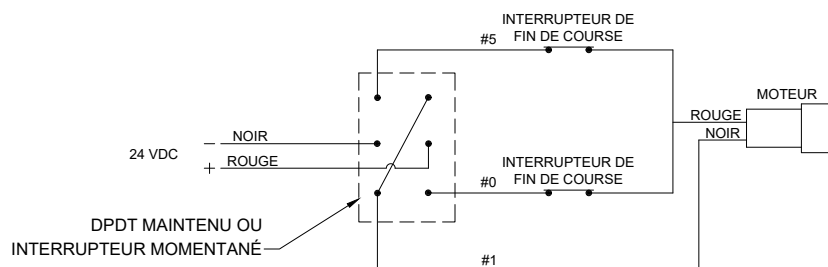 INTERRUPTEUR DE
FIN DE COURSE
#5
MOTEUR
ROUGE
NOIR
24 VDC
−
NOIR
+
ROUGE
INTERRUPTEUR DE
FIN DE COURSE
#0
DPDT MAINTENU OU
INTERRUPTEUR MOMENTANÉ
#1